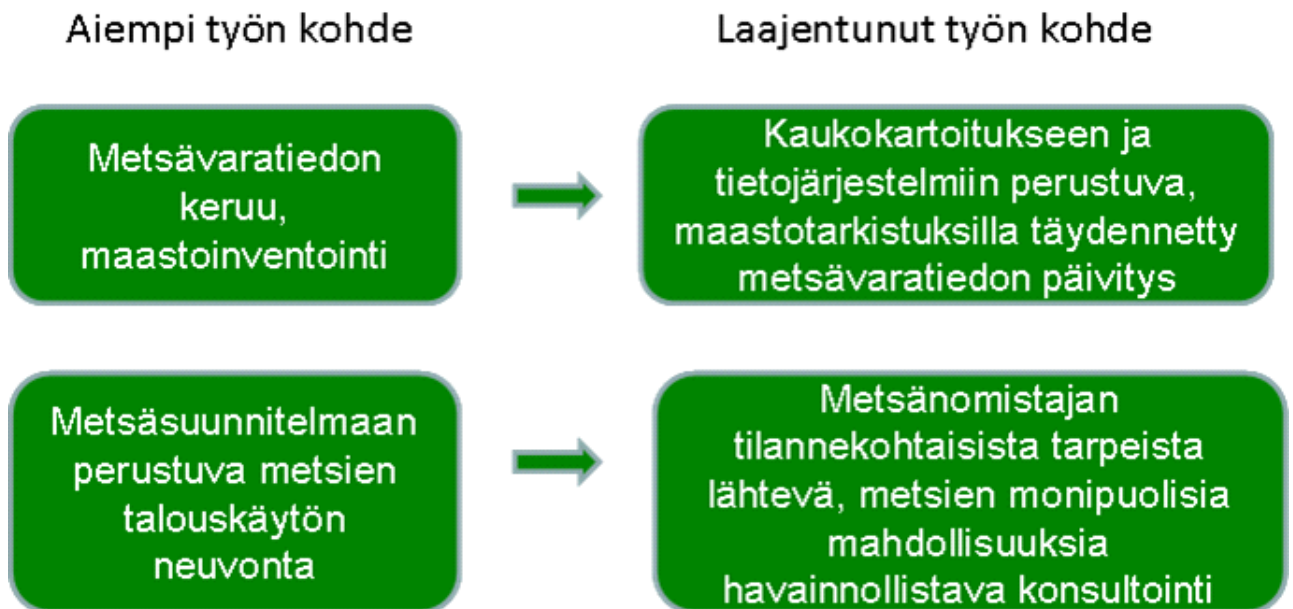 Aiempi työn kohde
Laajentunut työn kohde
Metsävaratiedon
keruu,
maastoinventointi
Kaukokartoitukseen ja
tietojärjestelmiin perustuva,
maastotarkistuksilla täydennetty
metsävaratiedon päivitys
Metsäsuunnitelmaan
perustuva metsien
talouskäytön
neuvonta
Metsänomistajan
tilannekohtaisista tarpeista
lähtevä, metsien monipuolisia
mahdollisuuksia
havainnollistava konsultointi